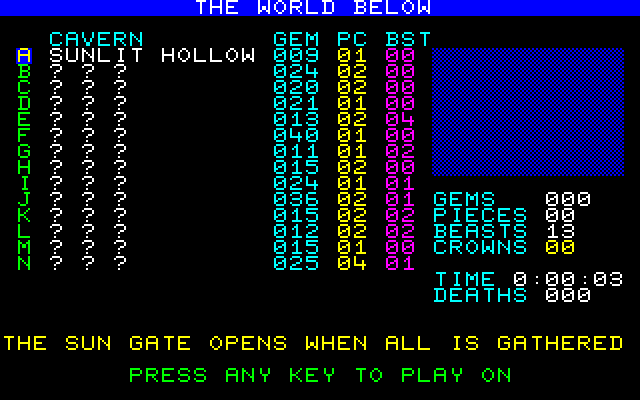 THE WORLD BELOW
CAVERN GEM PC BST
A SUNLIT HOLLOW 009 01 00
B ? ? ? 024 02 00
C ? ? ? 020 02 00
D ? ? ? 021 01 00
E ? ? ? 013 02 04
F ? ? ? 040 01 00
G ? ? ? 011 01 02
H ? ? ? 015 02 00
I ? ? ? 024 01 01
J ? ? ? 036 02 01
K ? ? ? 015 02 02
L ? ? ? 012 02 02
M ? ? ? 015 01 00
N ? ? ? 025 04 01
GEMS 000
PIECES 00
BEASTS 13
CROWNS 00
TIME 0:00:03
DEATHS 000
THE SUN GATE OPENS WHEN ALL IS GATHERED
PRESS ANY KEY TO PLAY ON